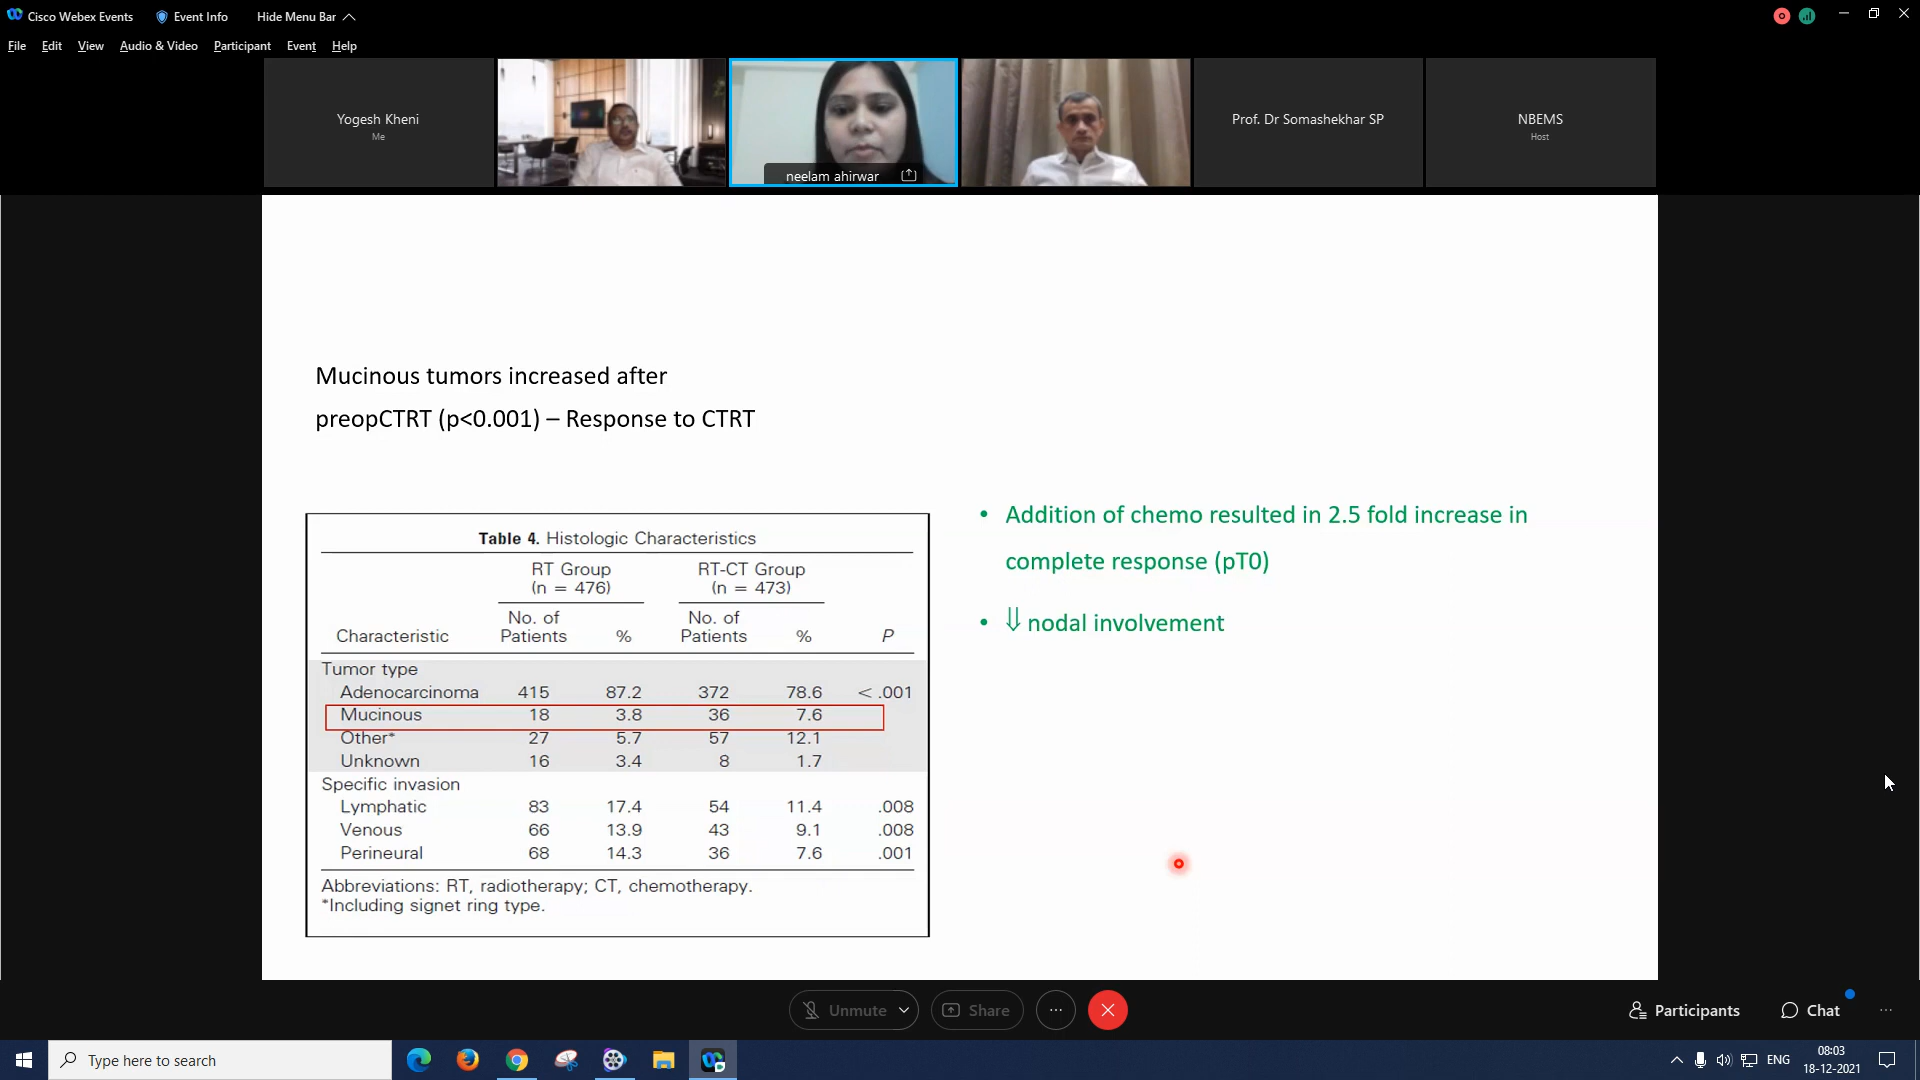 Cisco Webex Events
Event Info
Hide Menu Bar
File Edit View Audio & Video Participant Event Help
Yogesh Kheni
Me
neelam ahirwar
Prof. Dr Somashekhar SP
NBEMS
Host
Mucinous tumors increased after
preopCTRT (p<0.001) – Response to CTRT
Table 4. Histologic Characteristics
RT Group RT-CT Group
(n = 476) (n = 473)
No. of No. of
Characteristic Patients % Patients % P
Tumor type
Adenocarcinoma 415 87.2 372 78.6 < .001
Mucinous 18 3.8 36 7.6
Other* 27 5.7 57 12.1
Unknown 16 3.4 8 1.7
Specific invasion
Lymphatic 83 17.4 54 11.4 .008
Venous 66 13.9 43 9.1 .008
Perineural 68 14.3 36 7.6 .001
Abbreviations: RT, radiotherapy; CT, chemotherapy.
*Including signet ring type.
• Addition of chemo resulted in 2.5 fold increase in
complete response (pT0)
• ⇓ nodal involvement
Unmute
Share
Participants
Chat
Type here to search
ENG
08:03
18-12-2021